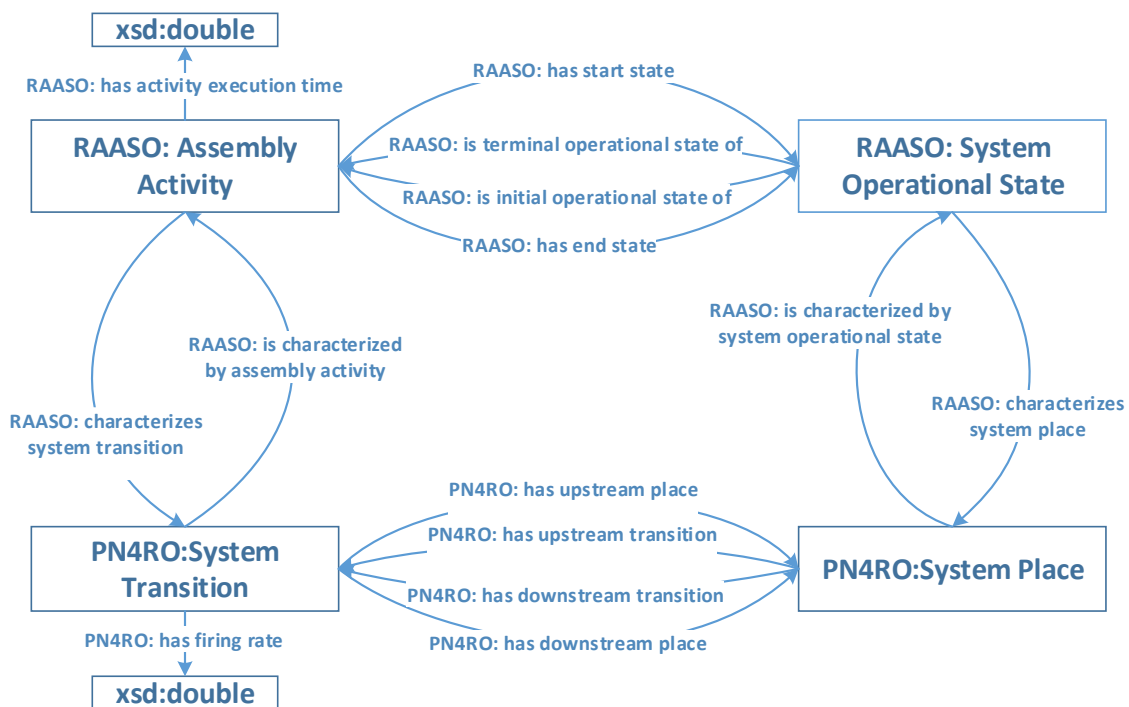 xsd:double
RAASO: has activity execution time
RAASO: has start state
RAASO: Assembly
Activity
RAASO: is terminal operational state of
RAASO: System
Operational State
RAASO: is initial operational state of
RAASO: has end state
RAASO: is characterized by
system operational state
RAASO: is characterized
by assembly activity
RAASO: characterizes
system place
RAASO: characterizes
system transition
PN4RO: has upstream place
PN4RO: has upstream transition
PN4RO:System
Transition
PN4RO:System Place
PN4RO: has downstream transition
PN4RO: has firing rate
PN4RO: has downstream place
xsd:double